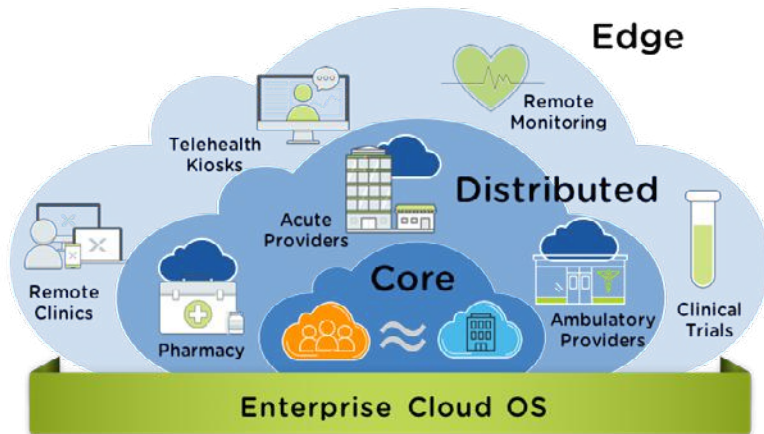 Edge
Remote
Monitoring
Telehealth
Kiosks
Distributed
Acute
Providers
Core
Remote
Clinics
Pharmacy
Ambulatory
Providers
Clinical
Trials
Enterprise Cloud OS